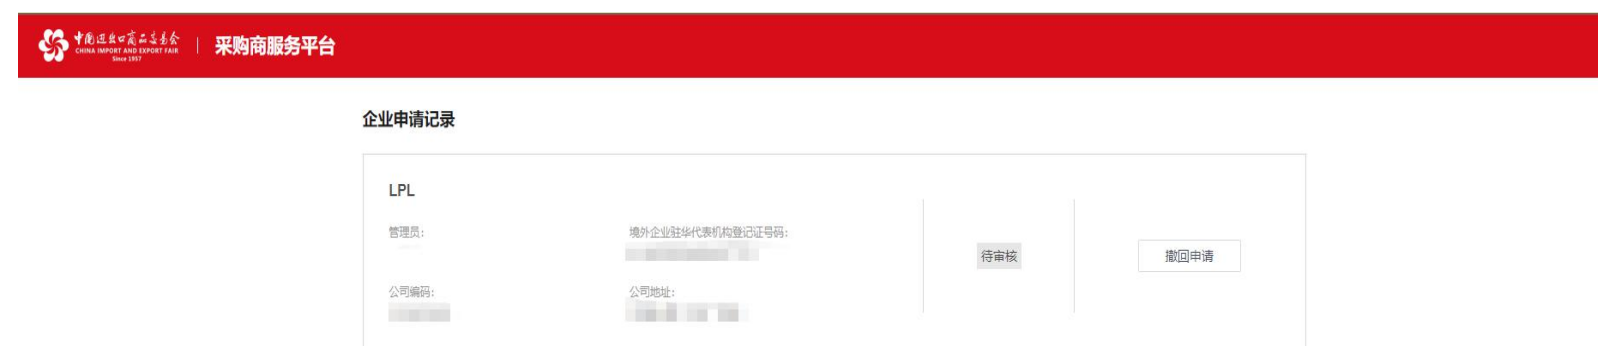 中国进出口商品交易会
CHINA IMPORT AND EXPORT FAIR
Since 1957
采购商服务平台
企业申请记录
LPL
管理员:
境外企业驻华代表机构登记证号码:
待审核
撤回申请
公司编码:
公司地址: